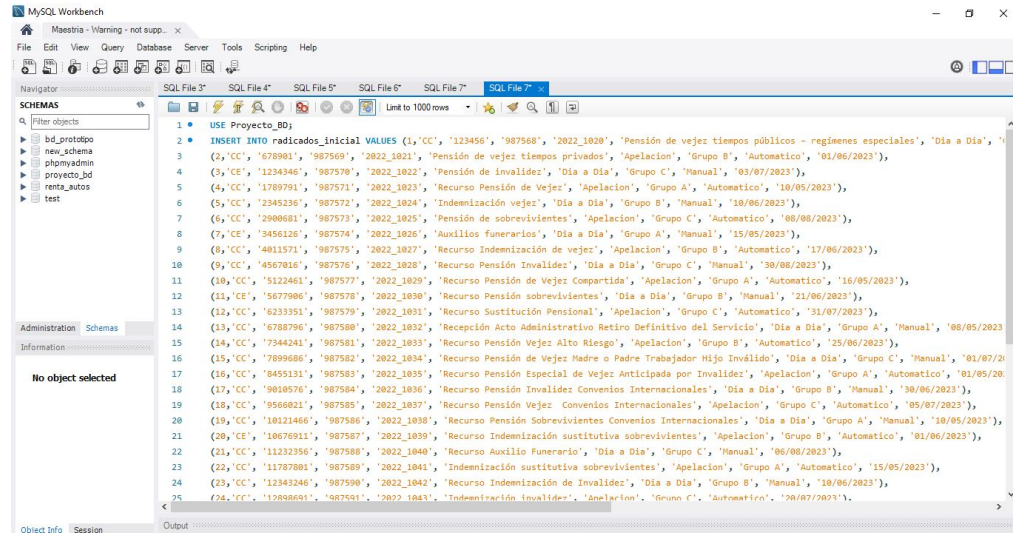 MySQL Workbench
Maestria - Warning - not supp...
File Edit View Query Database Server Tools Scripting Help
Navigator
SCHEMAS
Filter objects
bd_prototipo
new_schema
phpmyadmin
proyecto_bd
renta_autos
test
Administration Schemas
Information
No object selected
Object Info Session
SQL File 3* SQL File 4* SQL File 5* SQL File 6* SQL File 7* SQL File 7*
Limit to 1000 rows
1 USE Proyecto_BD;
2 INSERT INTO radicados_inicial VALUES (1,'CC', '123456', '987568', '2022_1020', 'Pensión de vejez tiempos públicos – regímenes especiales', 'Dia a Dia',
3 (2,'CC', '678901', '987569', '2022_1021', 'Pensión de vejez tiempos privados', 'Apelacion', 'Grupo B', 'Automatico', '01/06/2023'),
4 (3,'CE', '1234346', '987570', '2022_1022', 'Pensión de invalidez', 'Dia a Dia', 'Grupo C', 'Manual', '03/07/2023'),
5 (4,'CC', '1789791', '987571', '2022_1023', 'Recurso Pensión de Vejez', 'Apelacion', 'Grupo A', 'Automatico', '10/05/2023'),
6 (5,'CC', '2345236', '987572', '2022_1024', 'Indemnización vejez', 'Dia a Dia', 'Grupo B', 'Manual', '10/06/2023'),
7 (6,'CC', '2900681', '987573', '2022_1025', 'Pensión de sobrevivientes', 'Apelacion', 'Grupo C', 'Automatico', '08/08/2023'),
8 (7,'CE', '3456126', '987574', '2022_1026', 'Auxilios funerarios', 'Dia a Dia', 'Grupo A', 'Manual', '15/05/2023'),
9 (8,'CC', '4011571', '987575', '2022_1027', 'Recurso Indemnización de vejez', 'Apelacion', 'Grupo B', 'Automatico', '17/06/2023'),
10 (9,'CC', '4567016', '987576', '2022_1028', 'Recurso Pensión Invalidez', 'Dia a Dia', 'Grupo C', 'Manual', '30/08/2023'),
11 (10,'CC', '5122461', '987577', '2022_1029', 'Recurso Pensión de Vejez Compartida', 'Apelacion', 'Grupo A', 'Automatico', '16/05/2023'),
12 (11,'CE', '5677906', '987578', '2022_1030', 'Recurso Pensión sobrevivientes', 'Dia a Dia', 'Grupo B', 'Manual', '21/06/2023'),
13 (12,'CC', '6233351', '987579', '2022_1031', 'Recurso Sustitución Pensional', 'Apelacion', 'Grupo C', 'Automatico', '31/07/2023'),
14 (13,'CC', '6788796', '987580', '2022_1032', 'Recepción Acto Administrativo Retiro Definitivo del Servicio', 'Dia a Dia', 'Grupo A', 'Manual', '08/05/2023
15 (14,'CC', '7344241', '987581', '2022_1033', 'Recurso Pensión Vejez Alto Riesgo', 'Apelacion', 'Grupo B', 'Automatico', '25/06/2023'),
16 (15,'CC', '7899686', '987582', '2022_1034', 'Recurso Pensión de Vejez Madre o Padre Trabajador Hijo Inválido', 'Dia a Dia', 'Grupo C', 'Manual', '01/07/2
17 (16,'CC', '8455131', '987583', '2022_1035', 'Recurso Pensión Especial de Vejez Anticipada por Invalidez', 'Apelacion', 'Grupo A', 'Automatico', '01/05/20
18 (17,'CC', '9010576', '987584', '2022_1036', 'Recurso Pensión Invalidez Convenios Internacionales', 'Dia a Dia', 'Grupo B', 'Manual', '30/06/2023'),
19 (18,'CC', '9566021', '987585', '2022_1037', 'Recurso Pensión Vejez  Convenios Internacionales', 'Apelacion', 'Grupo C', 'Automatico', '05/07/2023'),
20 (19,'CC', '10121466', '987586', '2022_1038', 'Recurso Pensión Sobrevivientes Convenios Internacionales', 'Dia a Dia', 'Grupo A', 'Manual', '10/05/2023'),
21 (20,'CE', '10676911', '987587', '2022_1039', 'Recurso Indemnización sustitutiva sobrevivientes', 'Apelacion', 'Grupo B', 'Automatico', '01/06/2023'),
22 (21,'CC', '11232356', '987588', '2022_1040', 'Recurso Auxilio Funerario', 'Dia a Dia', 'Grupo C', 'Manual', '06/08/2023'),
23 (22,'CC', '11787801', '987589', '2022_1041', 'Indemnización sustitutiva sobrevivientes', 'Apelacion', 'Grupo A', 'Automatico', '15/05/2023'),
24 (23,'CC', '12343246', '987590', '2022_1042', 'Recurso Indemnización de Invalidez', 'Dia a Dia', 'Grupo B', 'Manual', '10/06/2023'),
25 (24,'CC', '12898691', '987591', '2022_1043', 'Indemnización invalidez', 'Apelacion', 'Grupo C', 'Automatico', '20/07/2023'),
Output